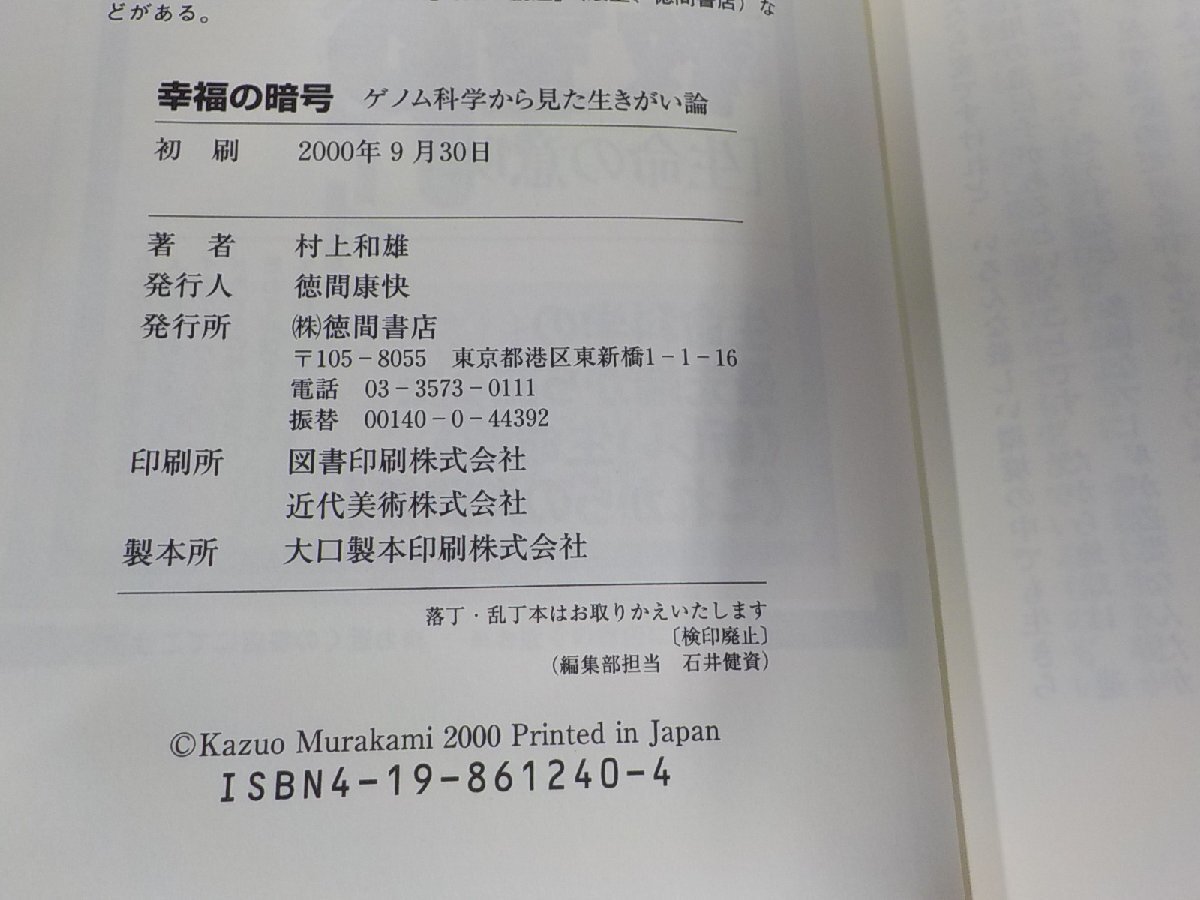 徳間書店)な
どがある。
幸福の暗号 ゲノム科学から見た生きがい論
初 刷 2000年9月30日
著 者 村上和雄
発行人 徳間康快
発行所 ㈱徳間書店
〒105-8055 東京都港区東新橋1-1-16
電話 03-3573-0111
振替 00140-0-44392
印刷所 図書印刷株式会社
近代美術株式会社
製本所 大口製本印刷株式会社
落丁・乱丁本はお取りかえいたします
〔検印廃止〕
(編集部担当 石井健資)
©Kazuo Murakami 2000 Printed in Japan
ISBN4-19-861240-4